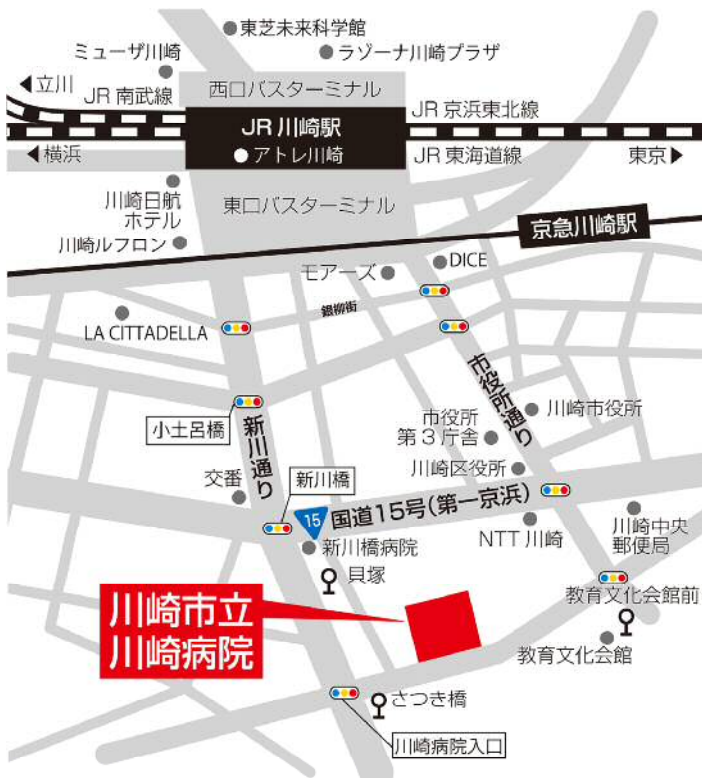 東芝未来科学館
ミューザ川崎
ラゾーナ川崎プラザ
立川
JR 南武線
西口バスターミナル
JR 京浜東北線
JR 川崎駅
アトレ川崎
横浜
JR 東海道線
東京
川崎日航
ホテル
東口バスターミナル
川崎ルフロン
京急川崎駅
モアーズ
DICE
銀柳街
LA CITTADELLA
小土呂橋
新川通り
市役所通り
川崎市役所
市役所
第3庁舎
川崎区役所
交番
新川橋
15
国道15号(第一京浜)
NTT 川崎
川崎中央
郵便局
新川橋病院
貝塚
教育文化会館前
川崎市立
川崎病院
教育文化会館
さつき橋
川崎病院入口